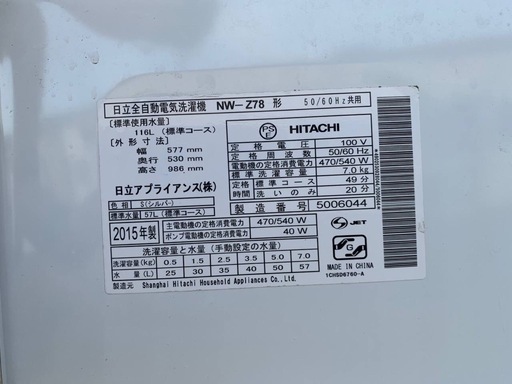 日立全自動電気洗濯機 NW-Z78 形 50/60Hz共用
[標準使用水量]
116L (標準コース)
[外形寸法]
幅 577 mm
奥行 530 mm
高さ 986 mm
日立アプライアンス(株)
色相 S(シルバー)
標準水量 57L(標準コース)
PS E HITACHI
定格電圧 100 V
定格周波数 50/60 Hz
定格消費電力 470/540 W
標準洗濯容量 7.0kg
定格標準コース 49分
時間洗いのみ 20分
製造番号 5006044
2015年製
主電動機の定格消費電力 470/540 W
ポンプ電動機の定格消費電力 40 W
S JET
洗濯容量と水量 (手動設定の水量)
洗濯容量(kg) 0.5 1.5 2.5 3.5 5.0 7.0
水量(L) 25 30 35 40 50 57
製造元 Shanghai Hitachi Household Appliances Co.,Ltd.
MADE IN CHINA
1CHSD6760-A